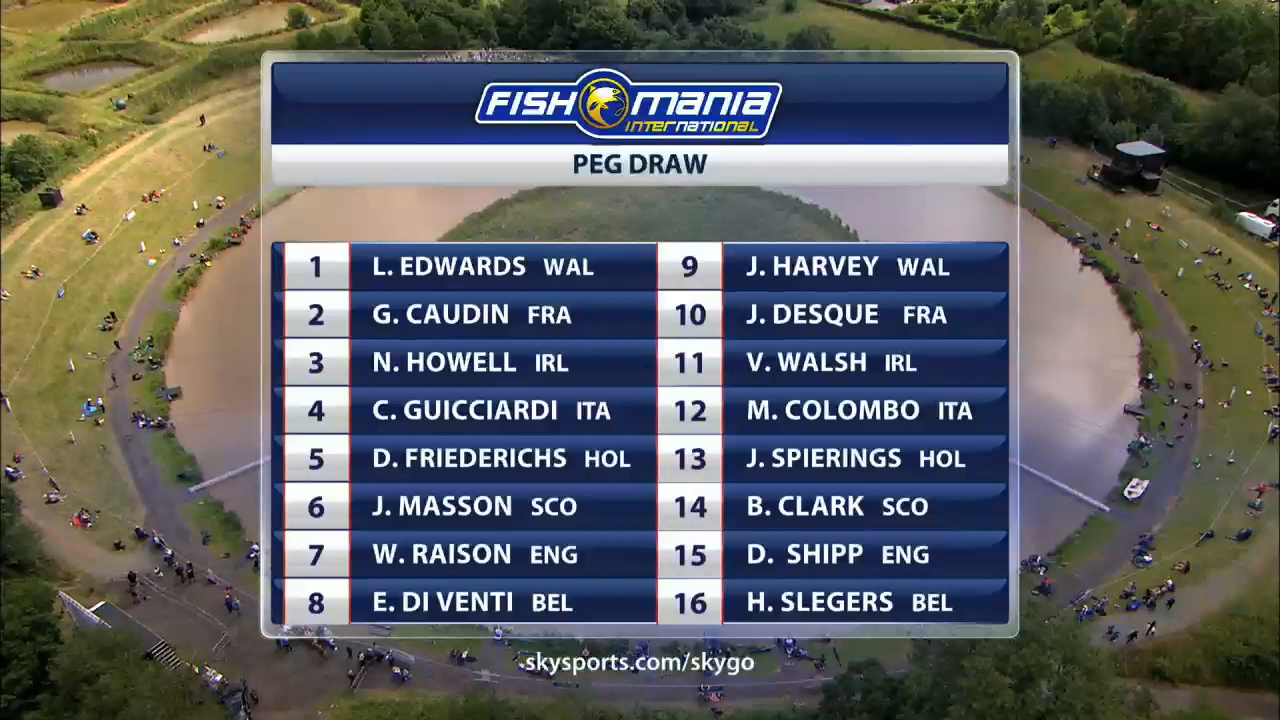 FISH MANIA
INTERNATIONAL
PEG DRAW
1 L. EDWARDS WAL
2 G. CAUDIN FRA
3 N. HOWELL IRL
4 C. GUICCIARDI ITA
5 D. FRIEDERICHS HOL
6 J. MASSON SCO
7 W. RAISON ENG
8 E. DI VENTI BEL
9 J. HARVEY WAL
10 J. DESQUE FRA
11 V. WALSH IRL
12 M. COLOMBO ITA
13 J. SPIERINGS HOL
14 B. CLARK SCO
15 D. SHIPP ENG
16 H. SLEGERS BEL
skysports.com/skygo